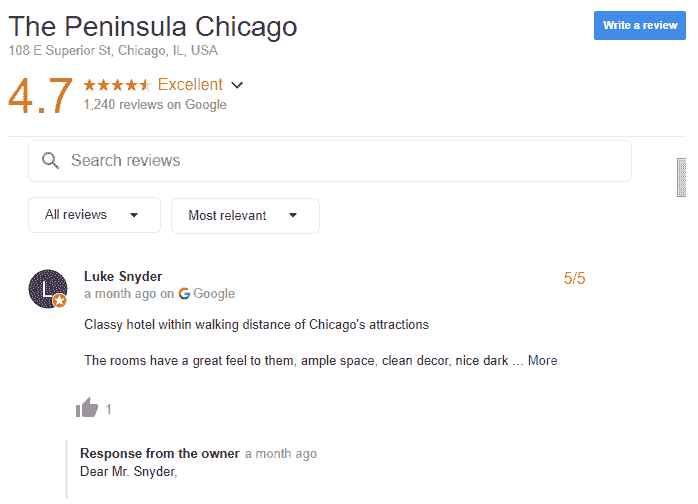 The Peninsula Chicago
Write a review
108 E Superior St, Chicago, IL, USA
4.7
Excellent
1,240 reviews on Google
Search reviews
All reviews
Most relevant
L
Luke Snyder
5/5
a month ago on Google
Classy hotel within walking distance of Chicago's attractions
The rooms have a great feel to them, ample space, clean decor, nice dark ... More
1
Response from the owner a month ago
Dear Mr. Snyder,